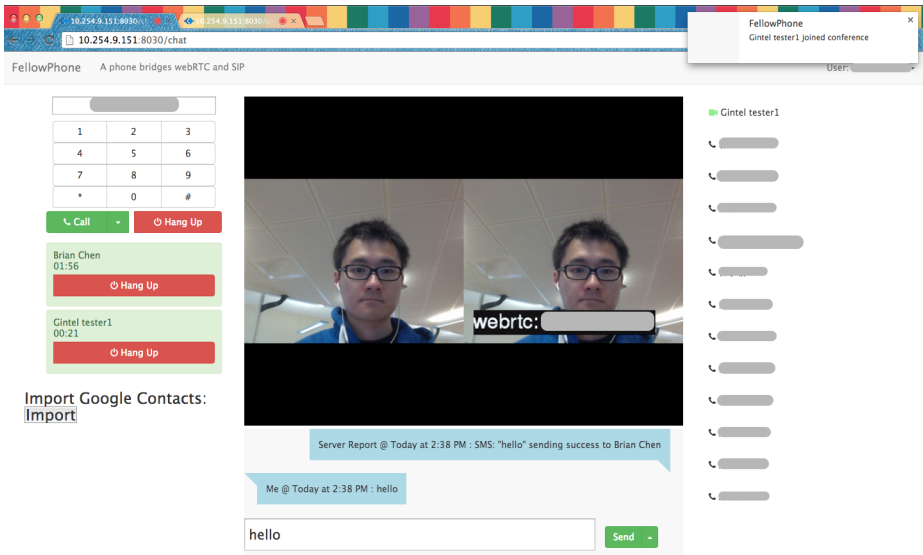 10.254.9.151:8030/ch
10.254.9.151:8030/
FellowPhone
Gintel tester1 joined conference
10.254.9.151:8030/chat
FellowPhone A phone bridges webRTC and SIP
User:
1 2 3
4 5 6
7 8 9
* 0 #
Call Hang Up
Brian Chen
01:56
Hang Up
Gintel tester1
00:21
Hang Up
Import Google Contacts:
Import
webrtc:
Server Report @ Today at 2:38 PM : SMS: "hello" sending success to Brian Chen
Me @ Today at 2:38 PM : hello
hello
Send
Gintel tester1